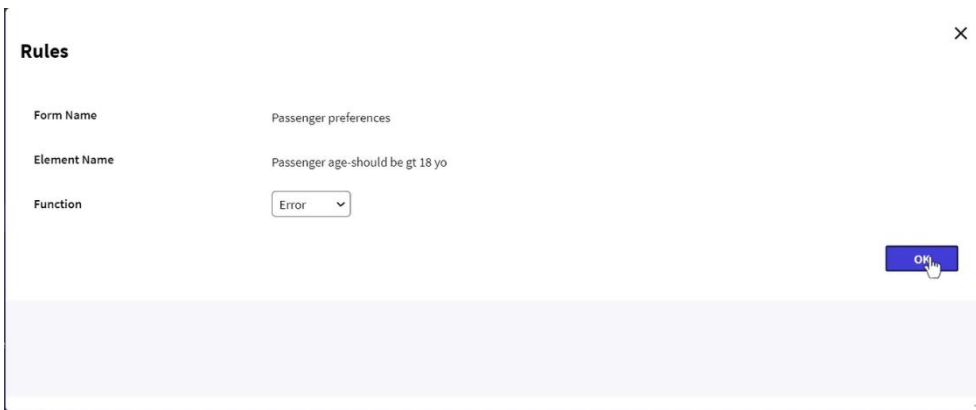 Rules
Form Name
Passenger preferences
Element Name
Passenger age-should be gt 18 yo
Function
Error
OK